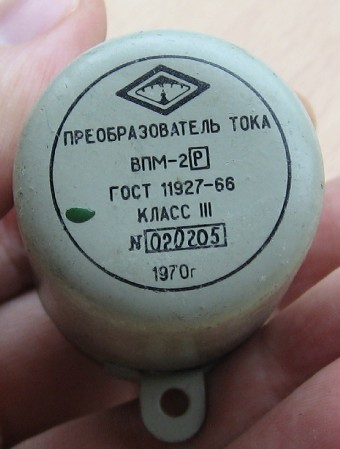 ПРЕОБРАЗОВАТЕЛЬ ТОКА
ВПМ-2Р
ГОСТ 11927-66
КЛАСС III
№ 020205
1970г